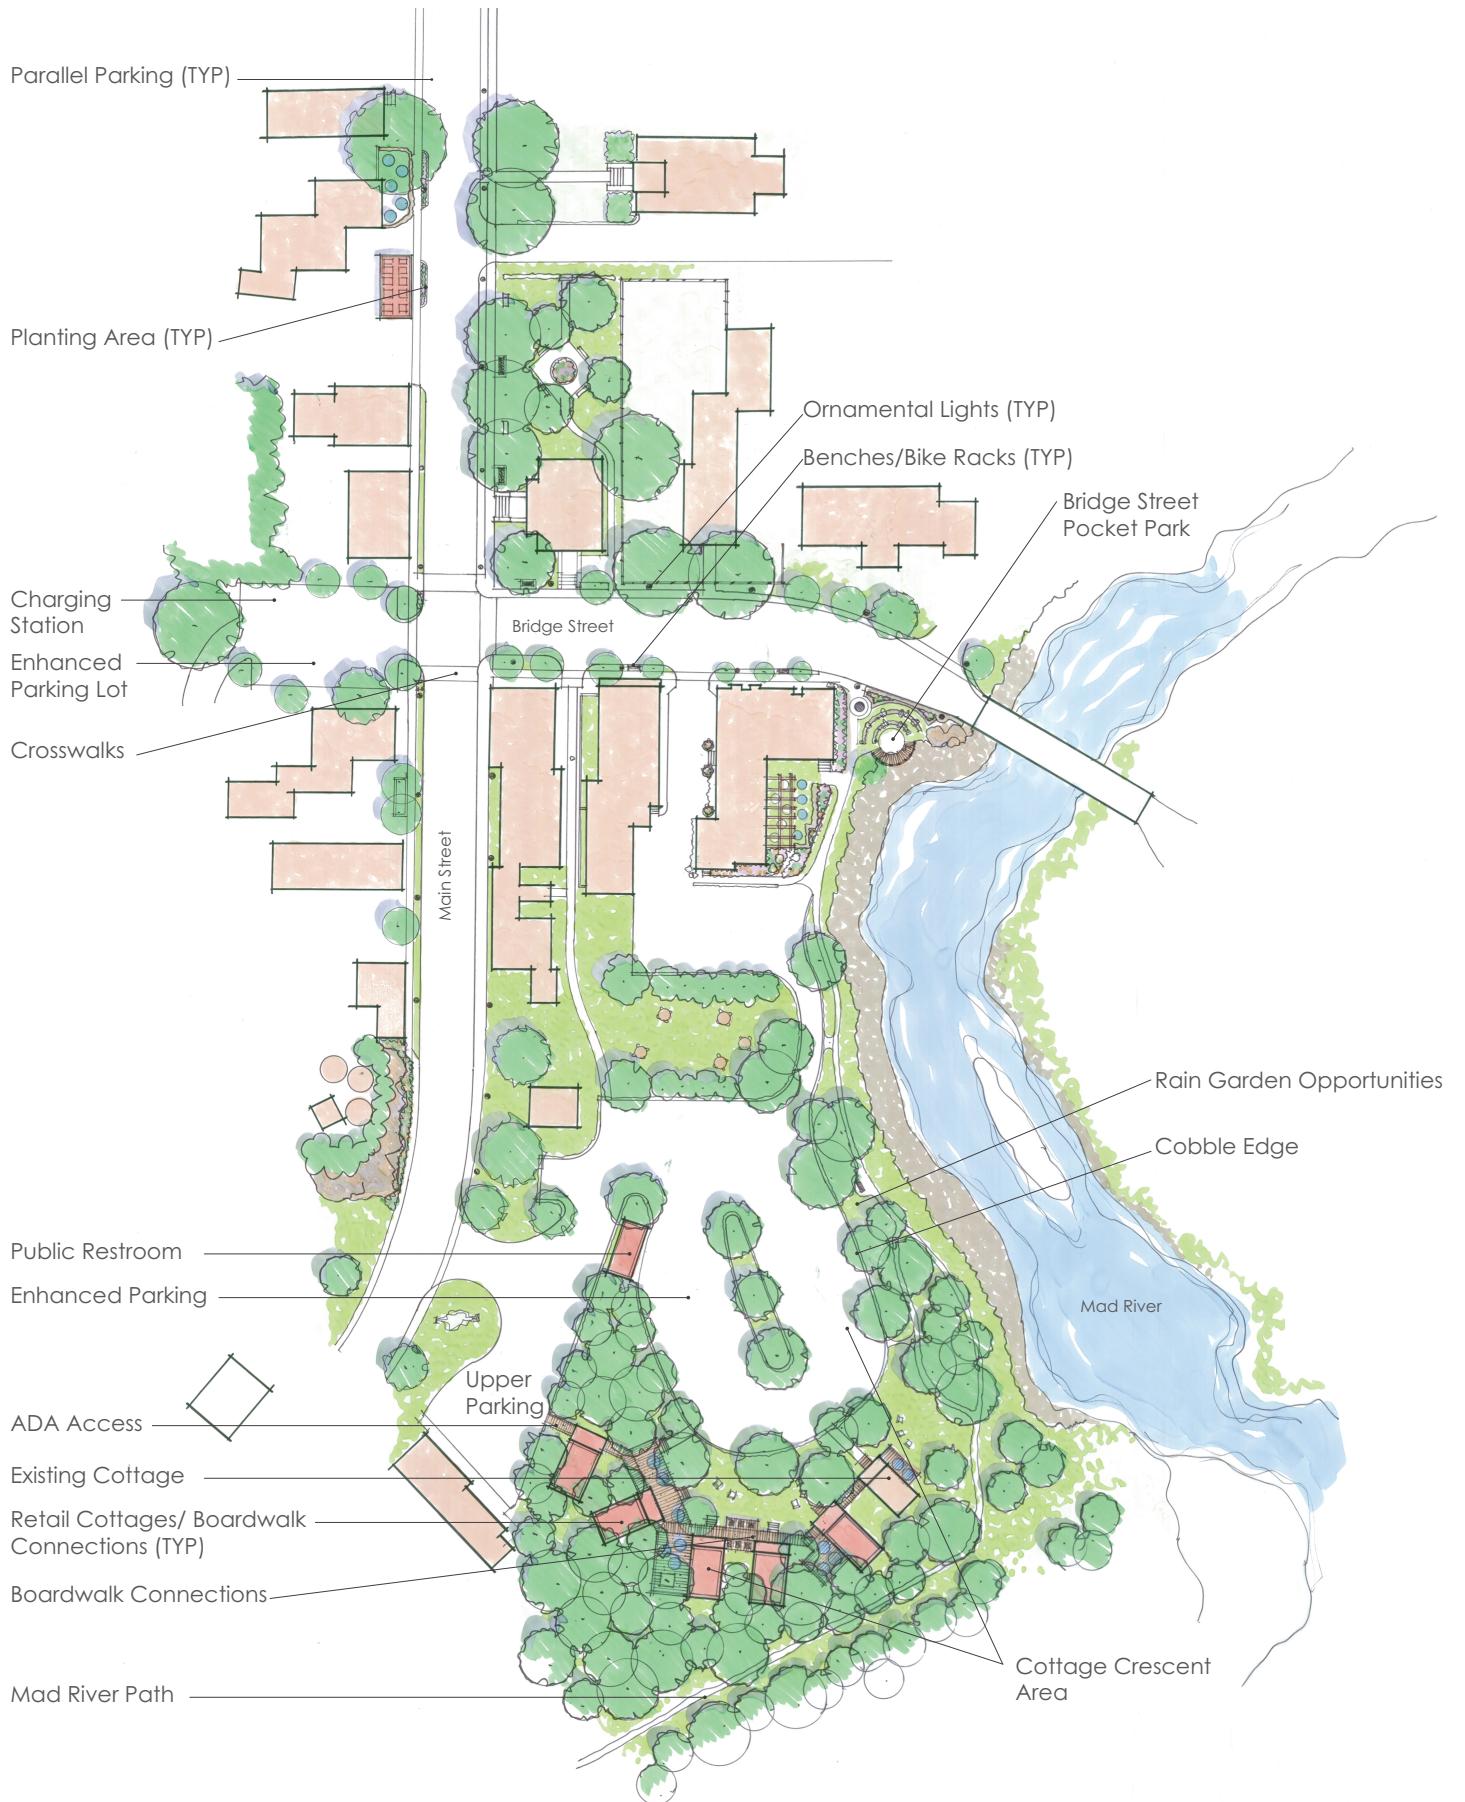 Parallel Parking (TYP)
Planting Area (TYP)
Ornamental Lights (TYP)
Benches/Bike Racks (TYP)
Bridge Street
Pocket Park
Charging
Station
Bridge Street
Enhanced
Parking Lot
Crosswalks
Main Street
Rain Garden Opportunities
Cobble Edge
Public Restroom
Enhanced Parking
Mad River
Upper
Parking
ADA Access
Existing Cottage
Retail Cottages/ Boardwalk
Connections (TYP)
Boardwalk Connections
Cottage Crescent
Area
Mad River Path